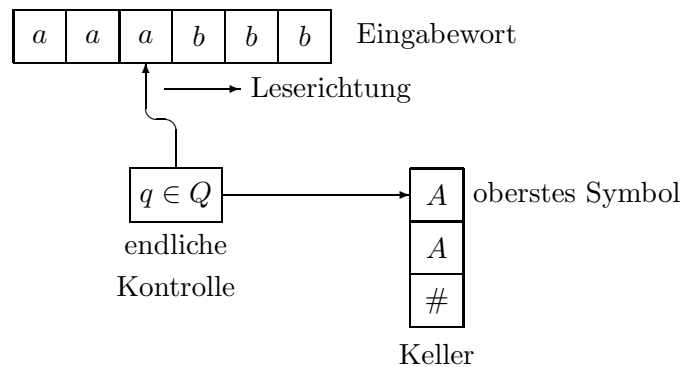 a a a b b b Eingabewort
Leserichtung
q ∈ Q A oberstes Symbol
endliche A
Kontrolle #
Keller